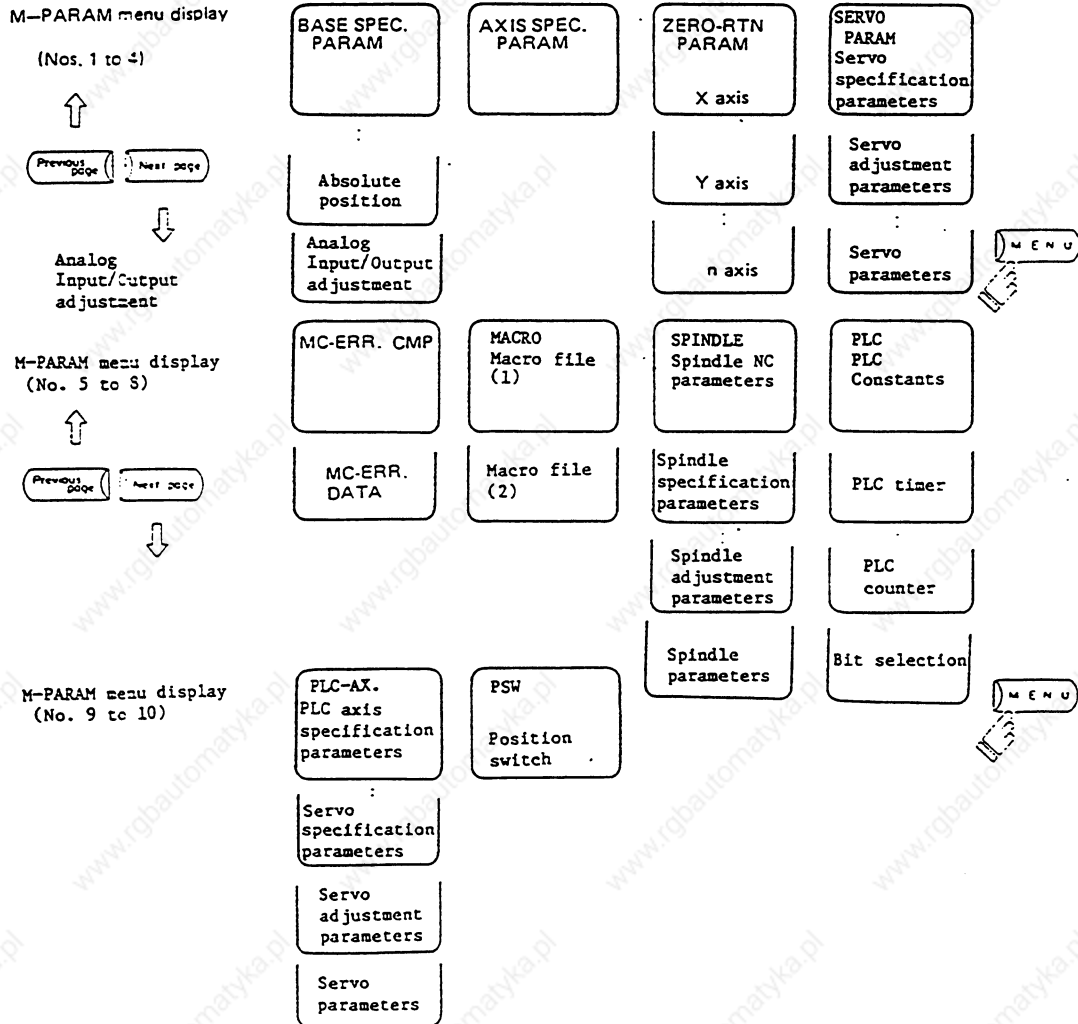 M-PARAM menu display
(Nos. 1 to 4)
Previous page
Next page
Analog
Input/Output
adjustment
BASE SPEC.
PARAM
:
Absolute
position
Analog
Input/Output
adjustment
AXIS SPEC.
PARAM
ZERO-RTN
PARAM
X axis
Y axis
:
n axis
SERVO
PARAM
Servo
specification
parameters
Servo
adjustment
parameters
:
Servo
parameters
MENU
M-PARAM menu display
(No. 5 to 8)
Previous page
Next page
MC-ERR. CMP
MC-ERR.
DATA
MACRO
Macro file
(1)
Macro file
(2)
SPINDLE
Spindle NC
parameters
Spindle
specification
parameters
Spindle
adjustment
parameters
Spindle
parameters
PLC
PLC
Constants
PLC timer
PLC
counter
Bit selection
MENU
M-PARAM menu display
(No. 9 to 10)
PLC-AX.
PLC axis
specification
parameters
:
Servo
specification
parameters
Servo
adjustment
parameters
Servo
parameters
PSW
Position
switch
www.rgbautomatyka.pl